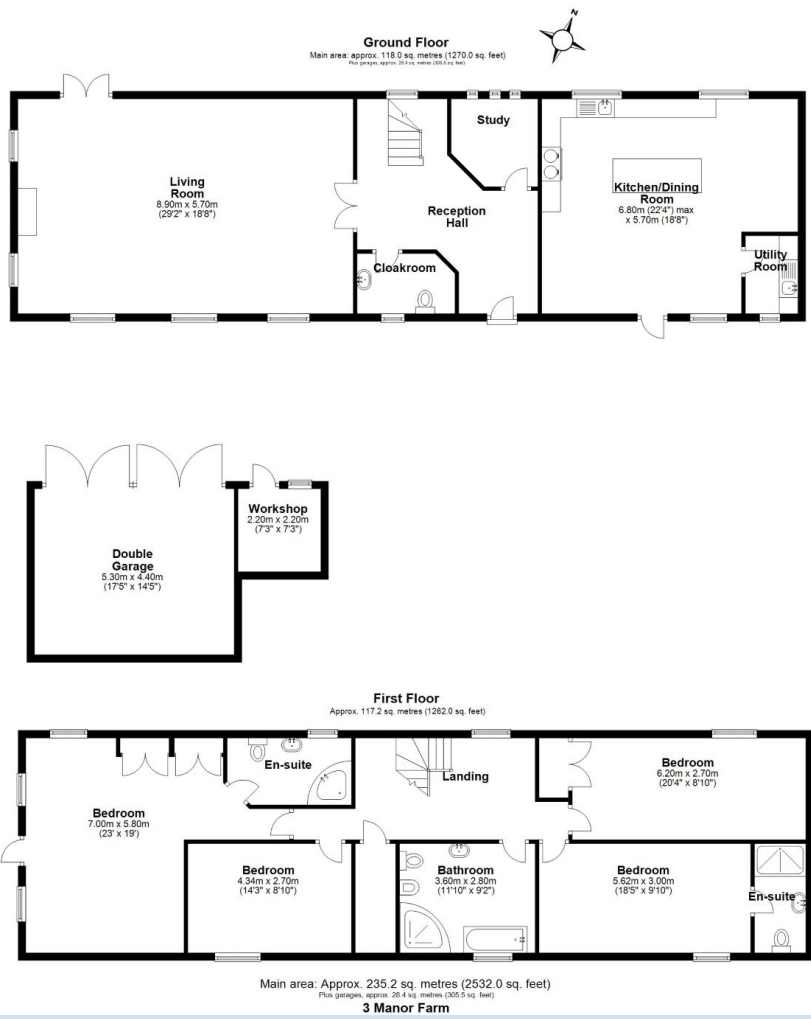 N
Ground Floor
Main area: approx. 118.0 sq. metres (1270.0 sq. feet)
Plus garages, approx. 28.4 sq. metres (305.5 sq. feet)
Study
Living
Room
8.90m x 5.70m
(29'2" x 18'8")
Kitchen/Dining
Room
6.80m (22'4") max
x 5.70m (18'8")
Reception
Hall
Cloakroom
Utility
Room
Workshop
2.20m x 2.20m
(7'3" x 7'3")
Double
Garage
5.30m x 4.40m
(17'5" x 14'5")
First Floor
Approx. 117.2 sq. metres (1262.0 sq. feet)
En-suite
Landing
Bedroom
6.20m x 2.70m
(20'4" x 8'10")
Bedroom
7.00m x 5.80m
(23' x 19')
Bedroom
4.34m x 2.70m
(14'3" x 8'10")
Bathroom
3.60m x 2.80m
(11'10" x 9'2")
Bedroom
5.62m x 3.00m
(18'5" x 9'10")
En-suite
Main area: Approx. 235.2 sq. metres (2532.0 sq. feet)
Plus garages, approx. 28.4 sq. metres (305.5 sq. feet)
3 Manor Farm